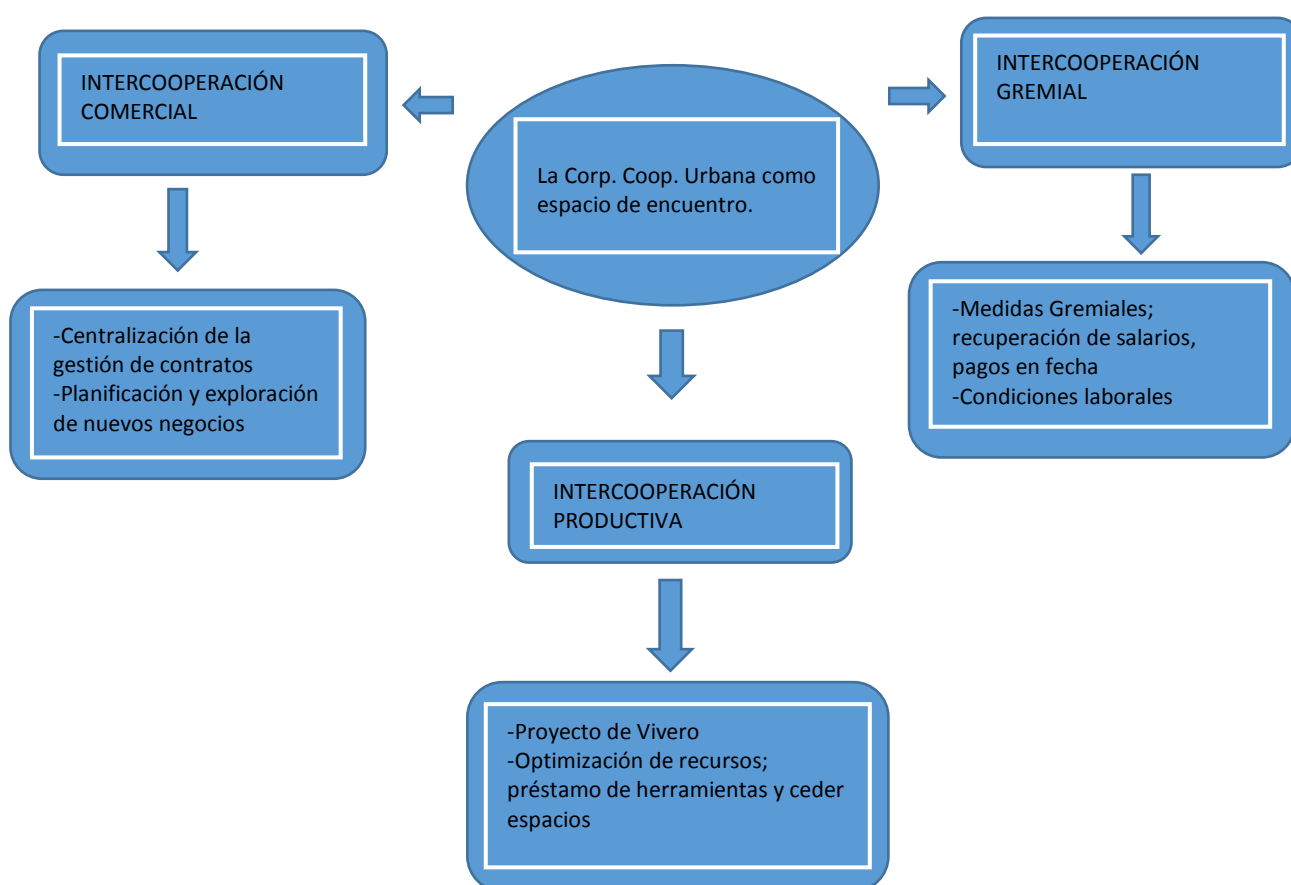 INTERCOOPERACIÓN
COMERCIAL
La Corp. Coop. Urbana como
espacio de encuentro.
INTERCOOPERACIÓN
GREMIAL
-Centralización de la
gestión de contratos
-Planificación y exploración
de nuevos negocios
-Medidas Gremiales;
recuperación de salarios,
pagos en fecha
-Condiciones laborales
INTERCOOPERACIÓN
PRODUCTIVA
-Proyecto de Vivero
-Optimización de recursos;
préstamo de herramientas y ceder
espacios